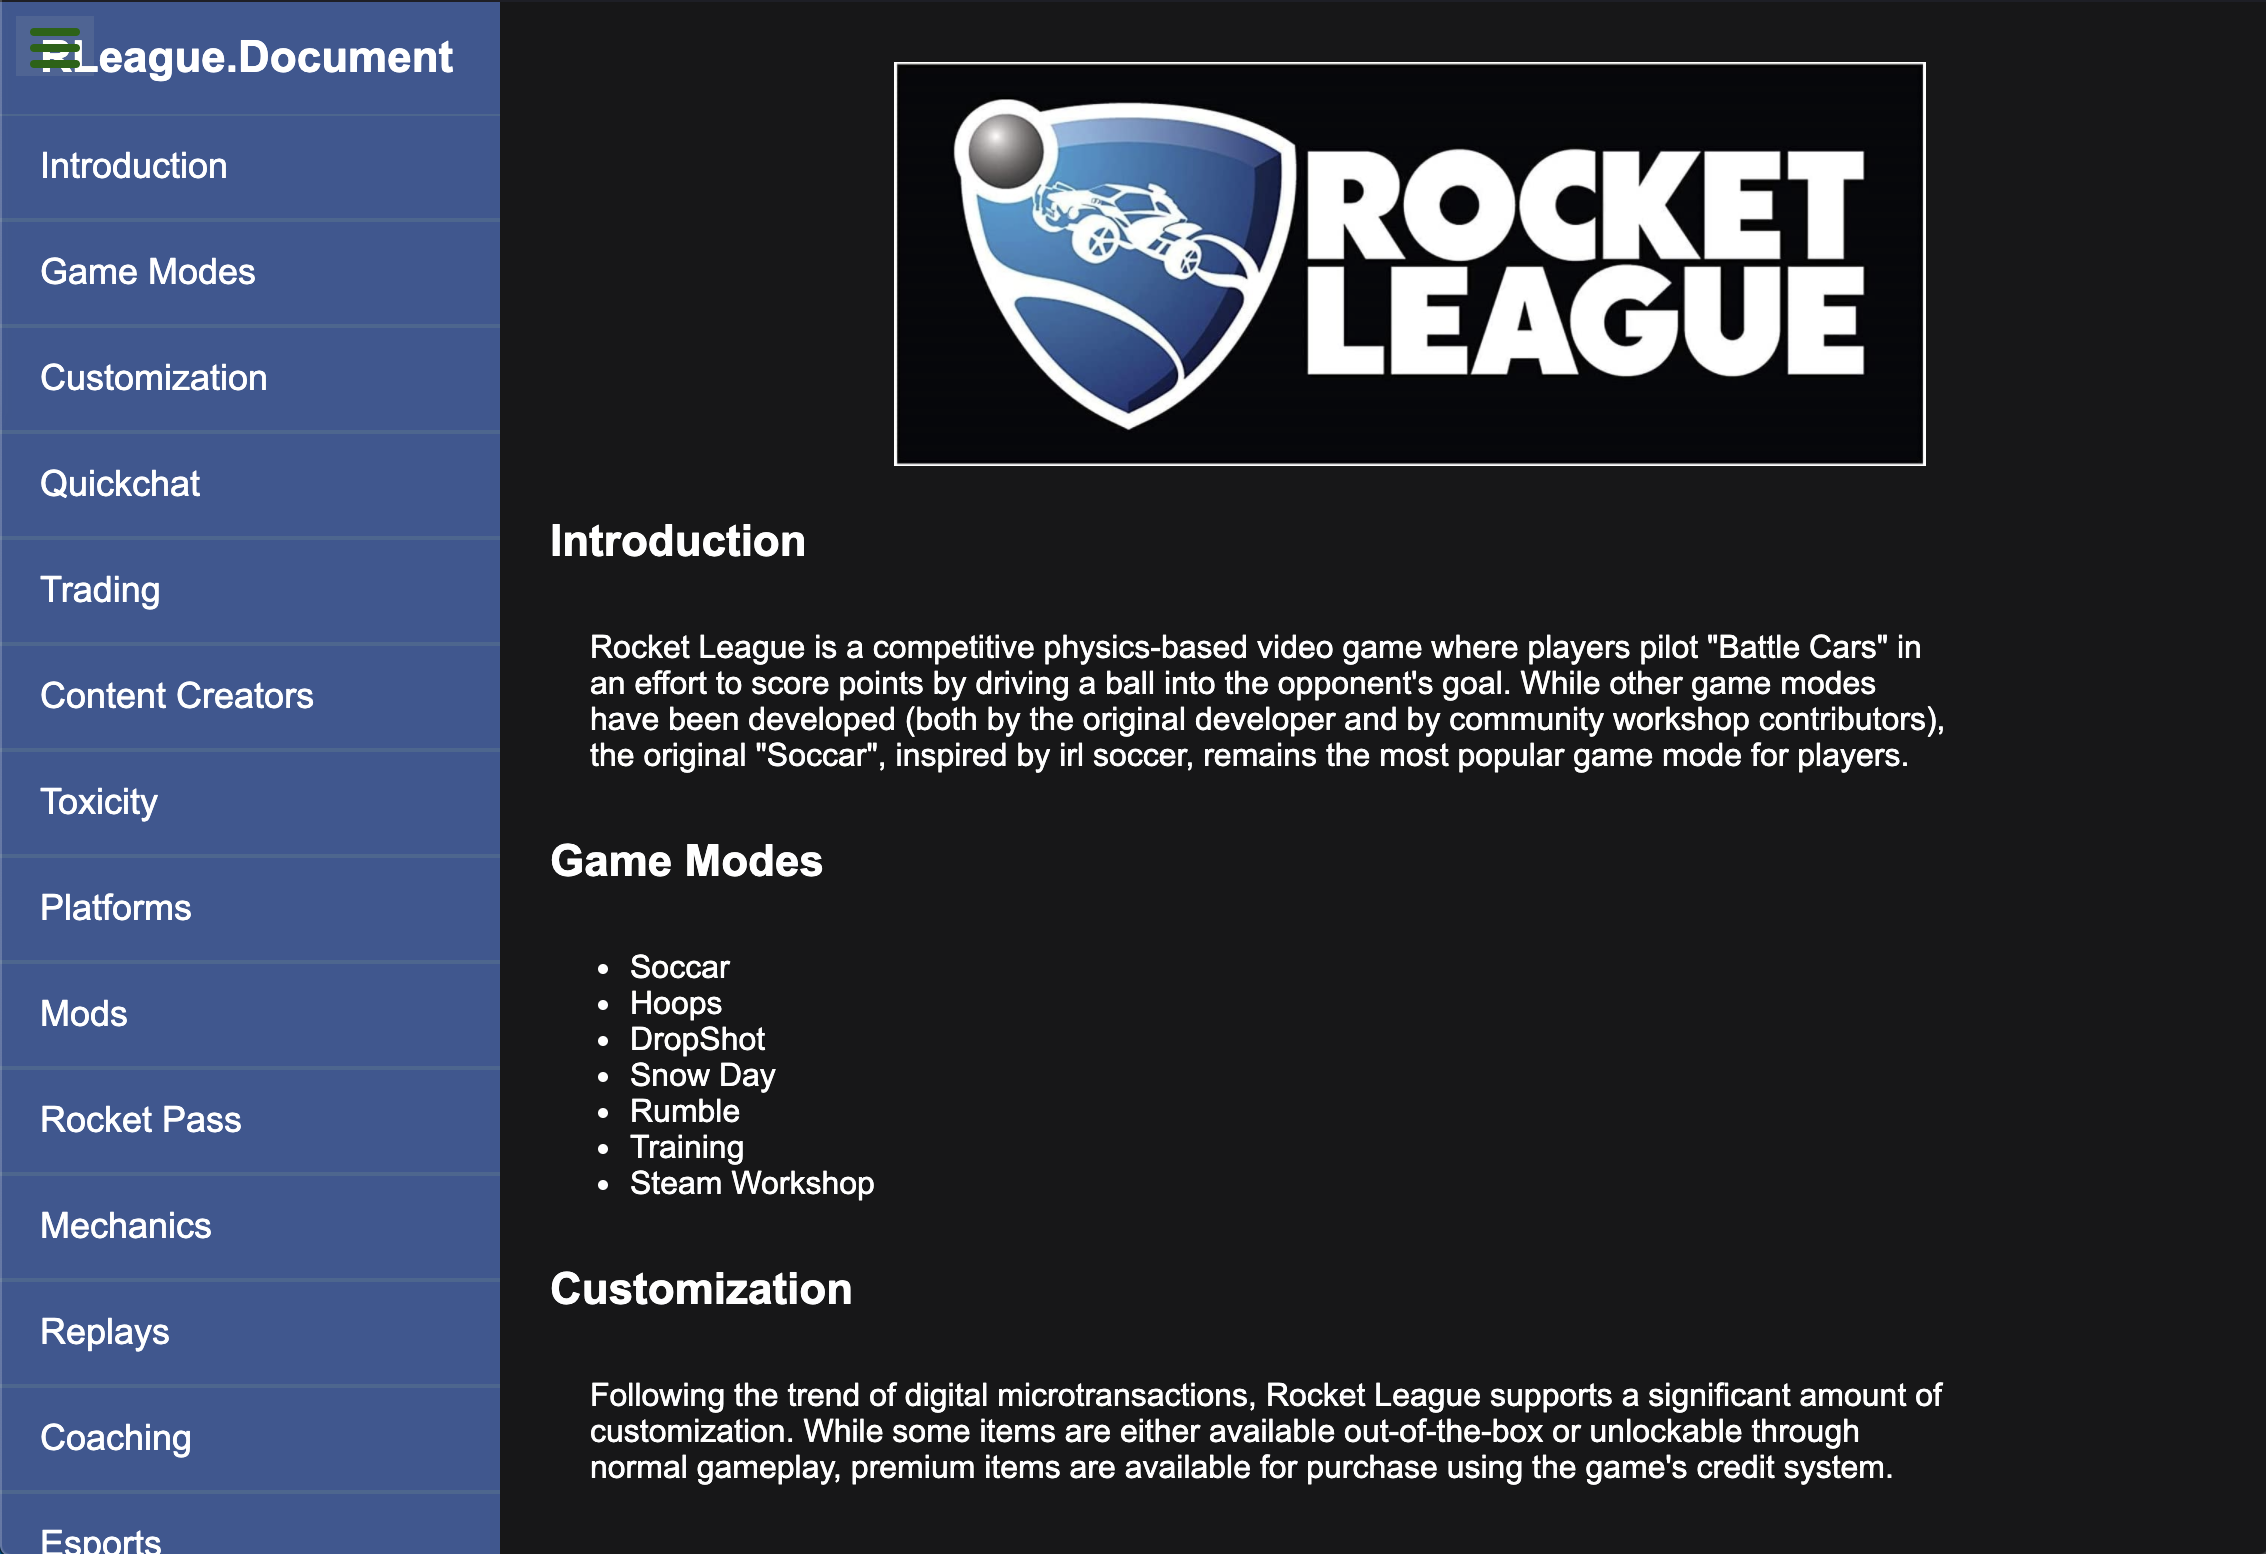 RLeague.Document
Introduction
Game Modes
Customization
Quickchat
Trading
Content Creators
Toxicity
Platforms
Mods
Rocket Pass
Mechanics
Replays
Coaching
Esports
ROCKET
LEAGUE
Introduction
Rocket League is a competitive physics-based video game where players pilot "Battle Cars" in
an effort to score points by driving a ball into the opponent's goal. While other game modes
have been developed (both by the original developer and by community workshop contributors),
the original "Soccar", inspired by irl soccer, remains the most popular game mode for players.
Game Modes
• Soccar
• Hoops
• DropShot
• Snow Day
• Rumble
• Training
• Steam Workshop
Customization
Following the trend of digital microtransactions, Rocket League supports a significant amount of
customization. While some items are either available out-of-the-box or unlockable through
normal gameplay, premium items are available for purchase using the game's credit system.